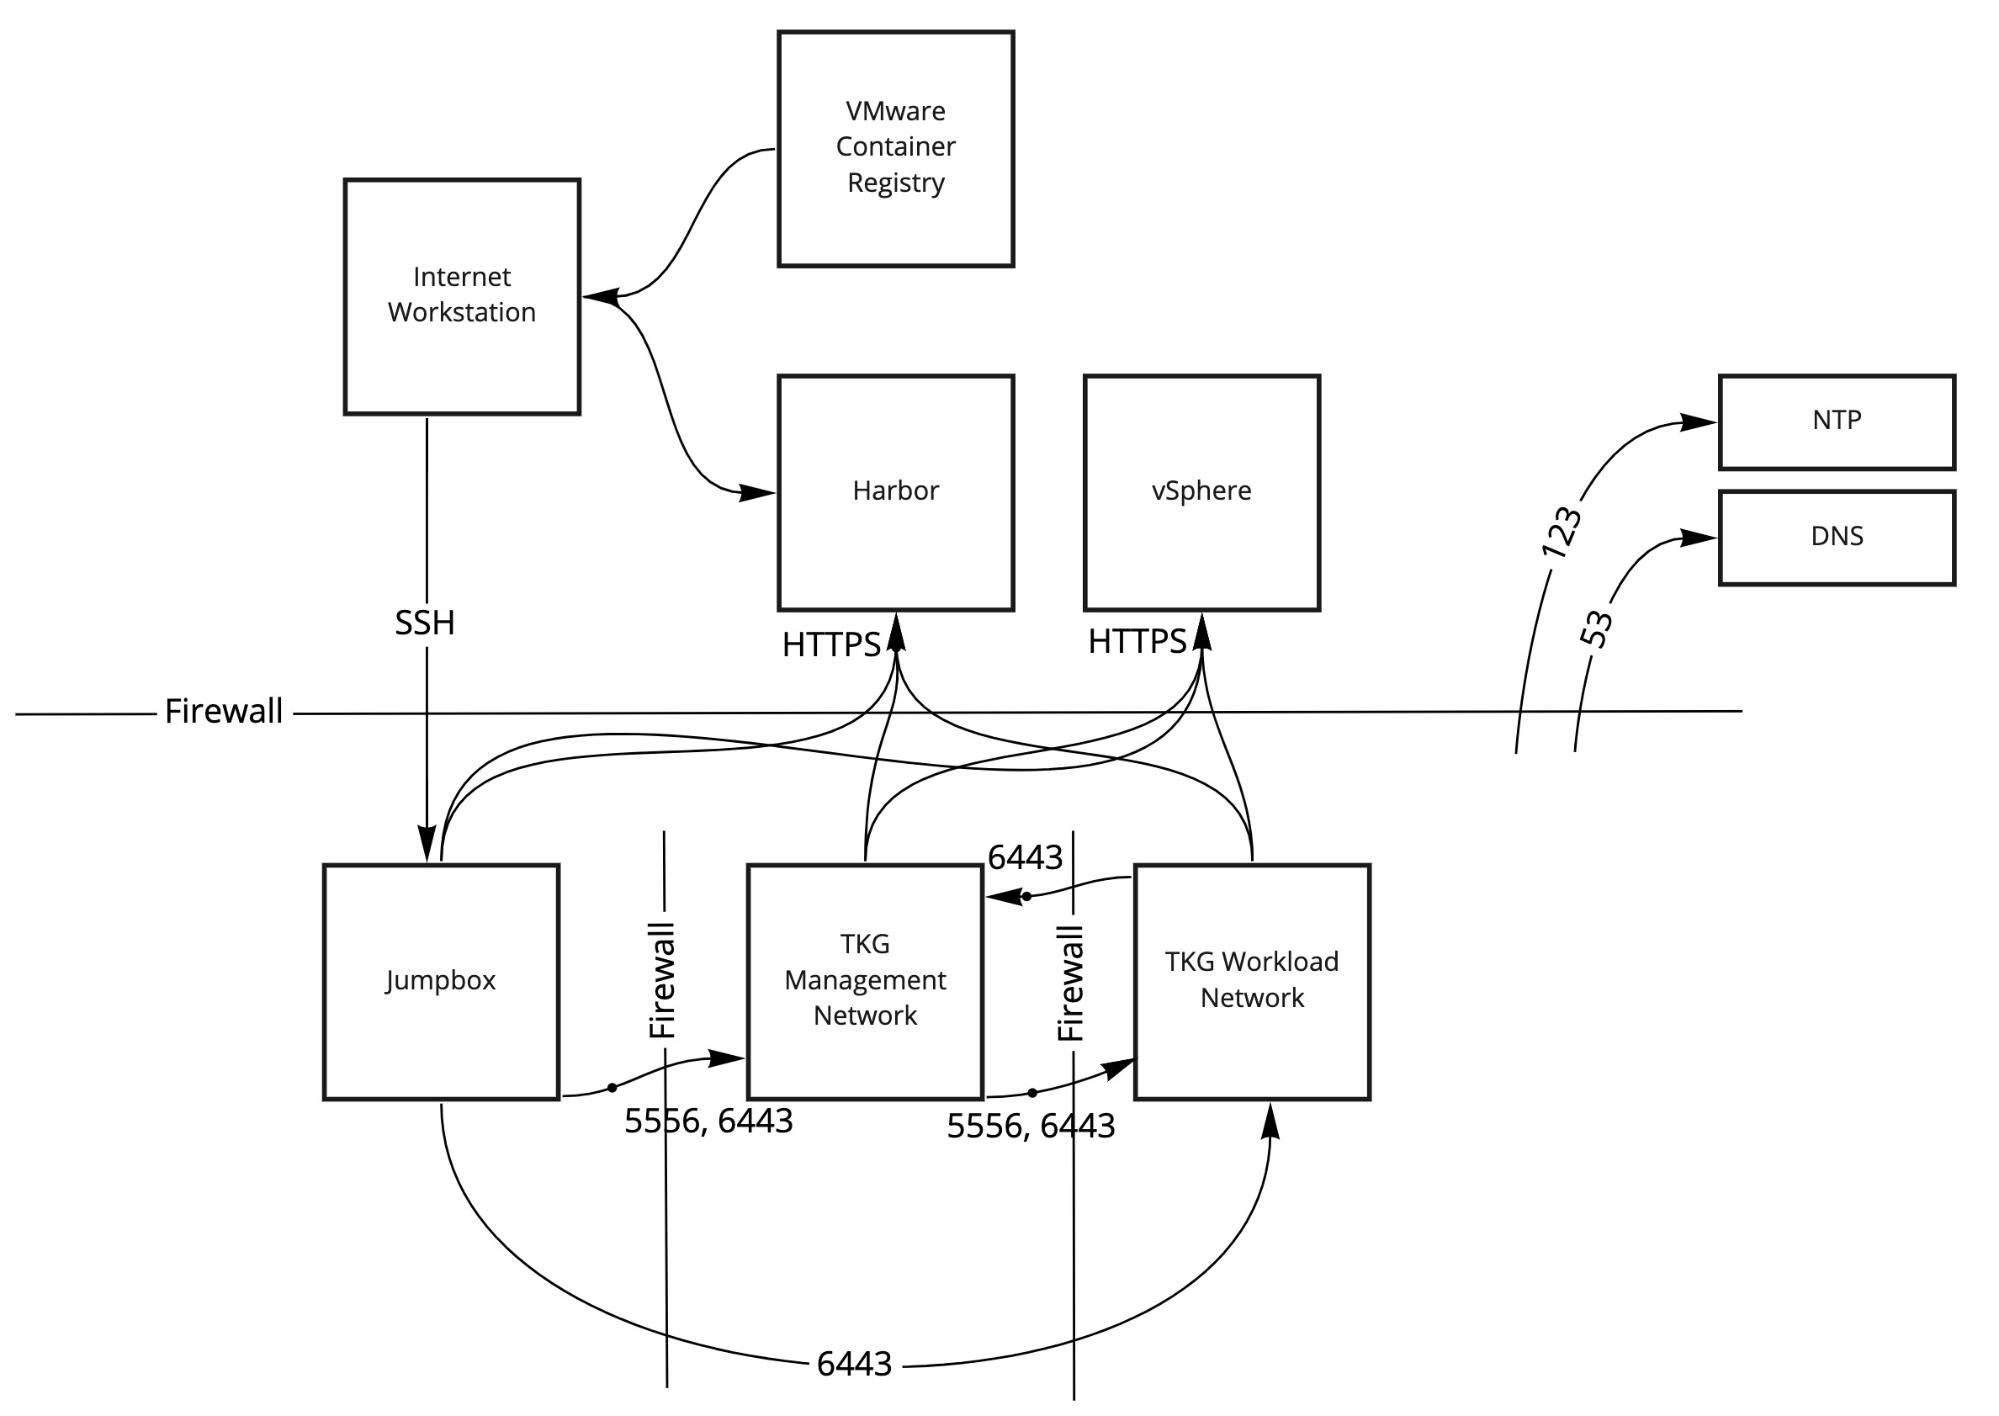 VMware
Container
Registry
Internet
Workstation
Harbor
vSphere
NTP
DNS
123
53
SSH
HTTPS
HTTPS
Firewall
6443
Firewall
Firewall
Jumpbox
TKG
Management
Network
TKG Workload
Network
5556, 6443
5556, 6443
6443